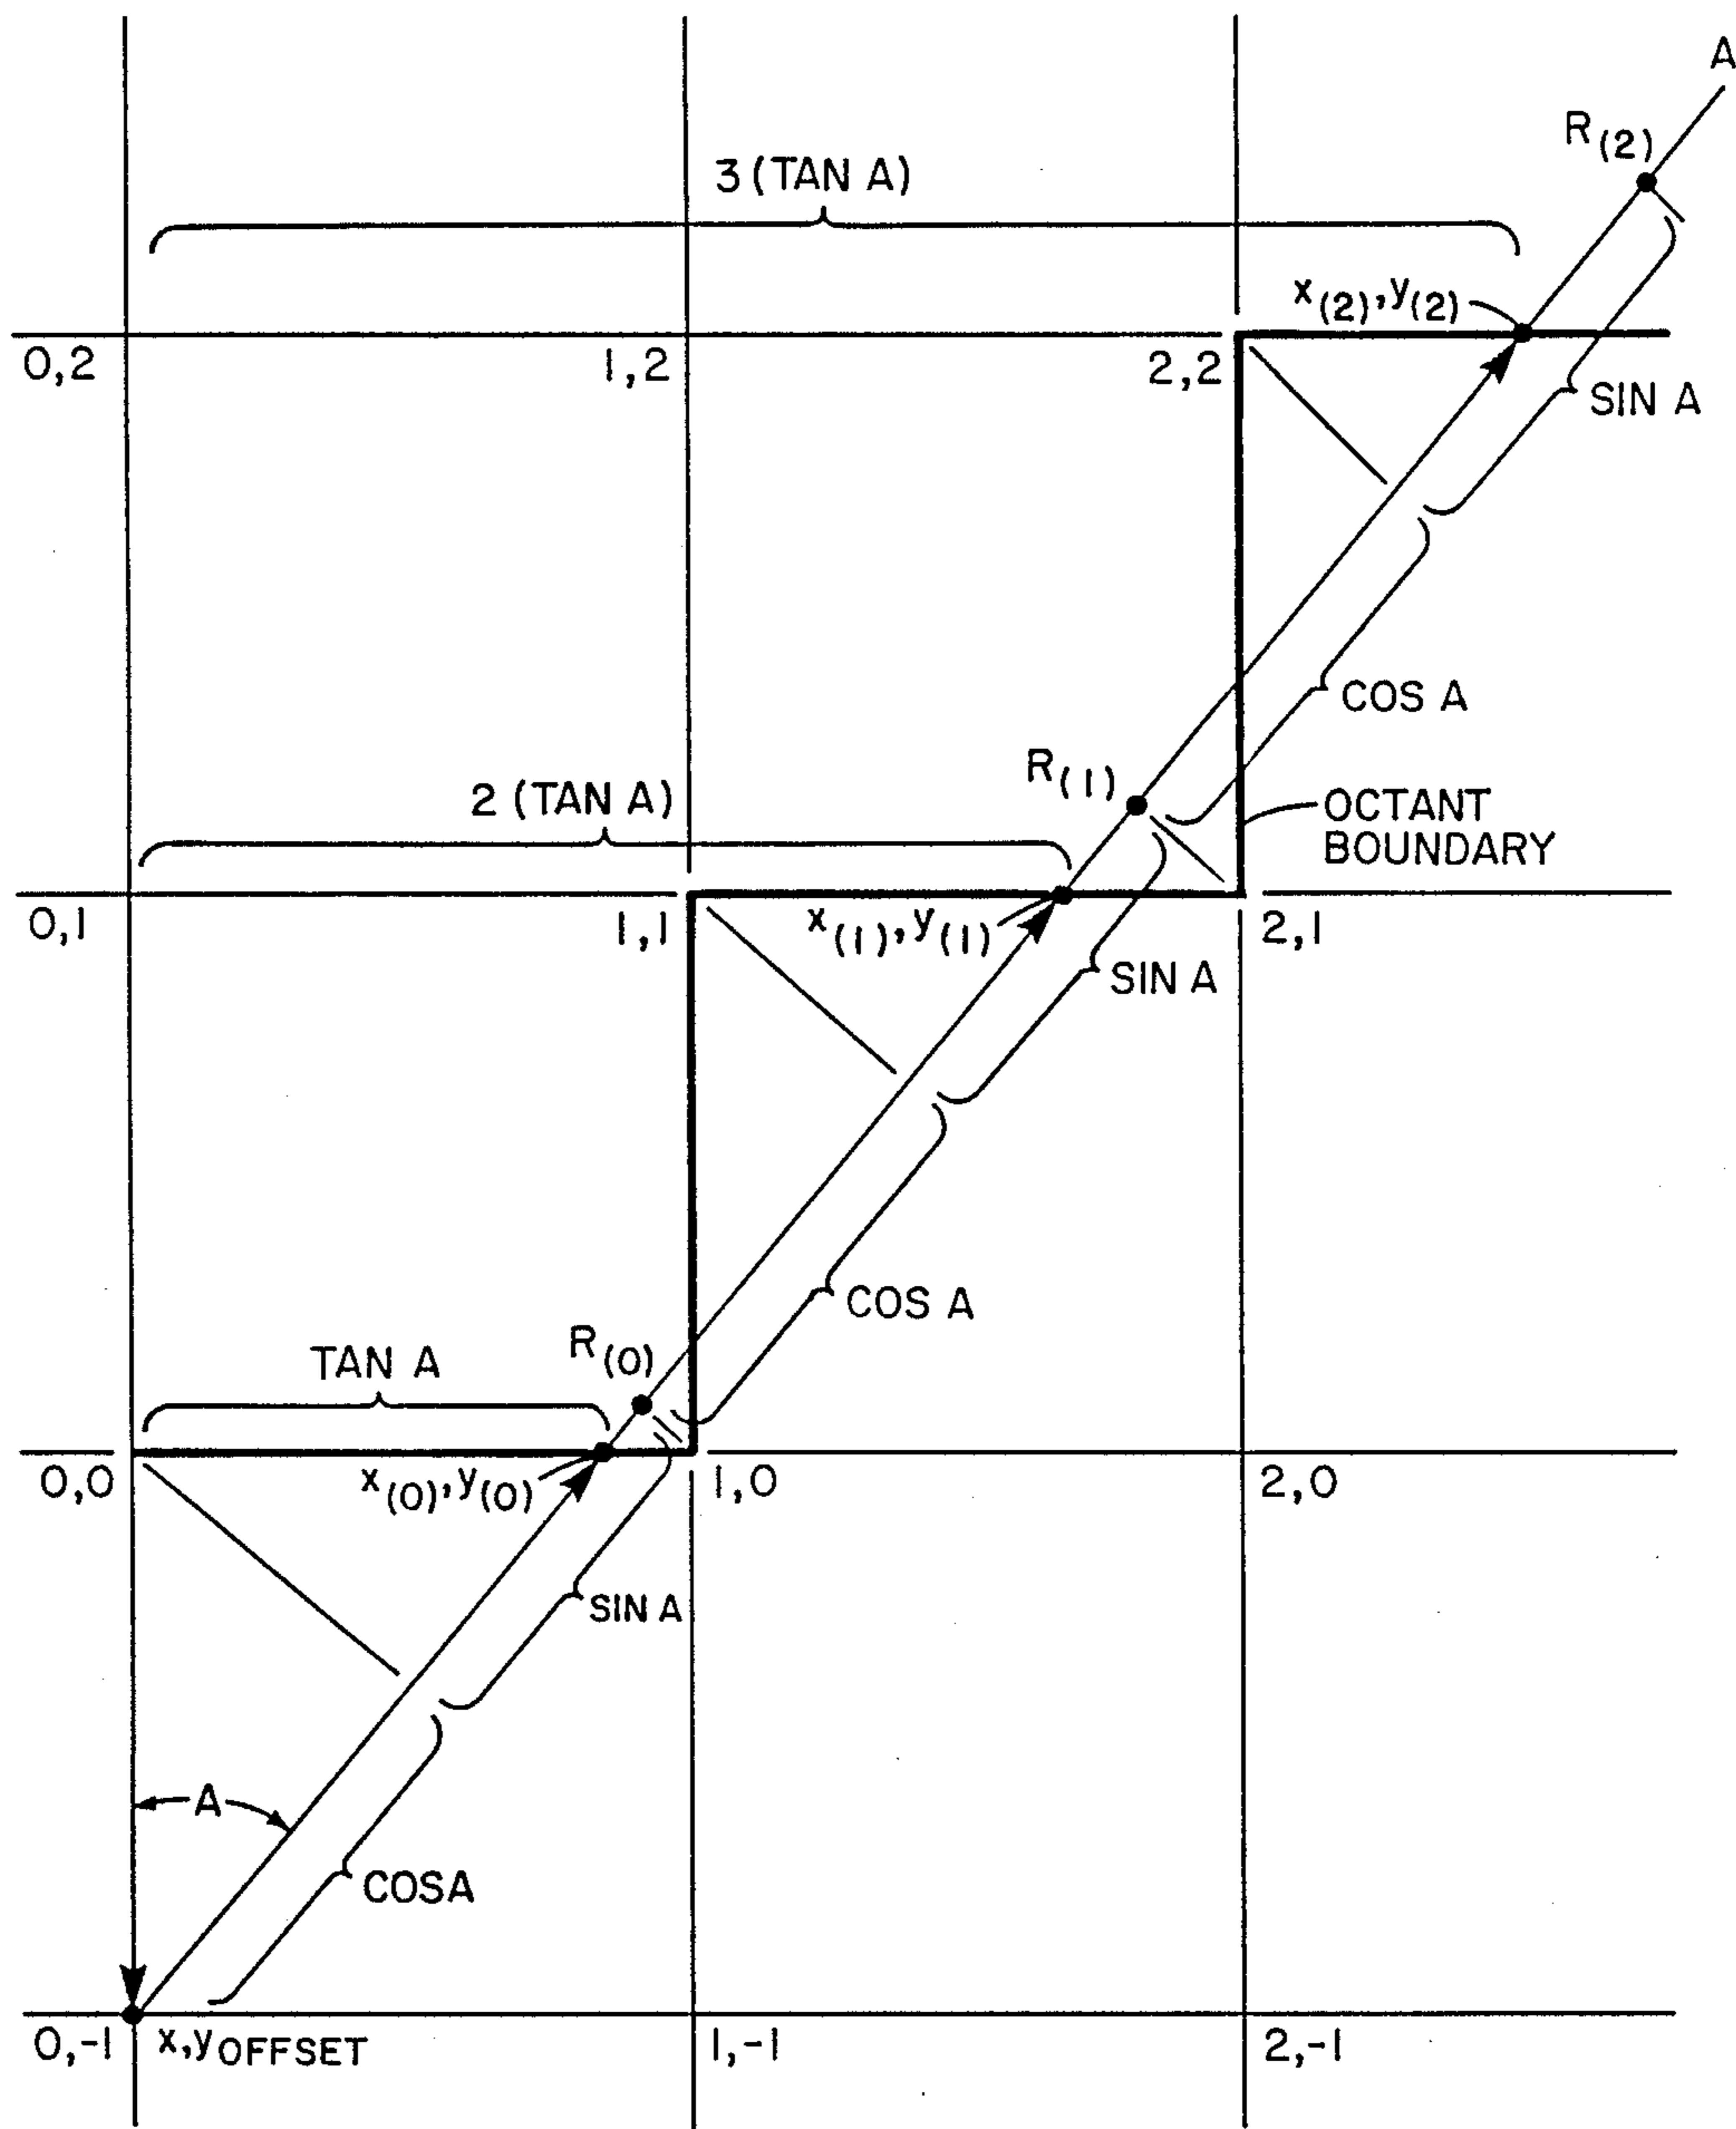 A
R(2)
3 (TAN A)
x(2),y(2)
0,2
1,2
2,2
SIN A
COS A
R(1)
2 (TAN A)
OCTANT
BOUNDARY
0,1
1,1
x(1),y(1)
2,1
SIN A
COS A
R(0)
TAN A
0,0
x(0),y(0)
1,0
2,0
SIN A
A
COSA
0,-1
x,yOFFSET
1,-1
2,-1